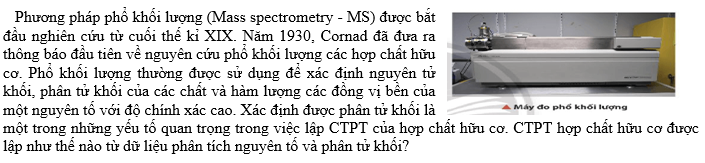 Phương pháp phổ khối lượng (Mass spectrometry - MS) được bắt
đầu nghiên cứu từ cuối thế kỉ XIX. Năm 1930, Cornad đã đưa ra
thông báo đầu tiên về nguyên cứu phổ khối lượng các hợp chất hữu
cơ. Phổ khối lượng thường được sử dụng để xác định nguyên tử
khối, phân tử khối của các chất và hàm lượng các đồng vị bền của
một nguyên tố với độ chính xác cao. Xác định được phân tử khối là
▲ Máy đo phổ khối lượng
một trong những yếu tố quan trọng trong việc lập CTPT của hợp chất hữu cơ. CTPT hợp chất hữu cơ được
lập như thế nào từ dữ liệu phân tích nguyên tố và phân tử khối?